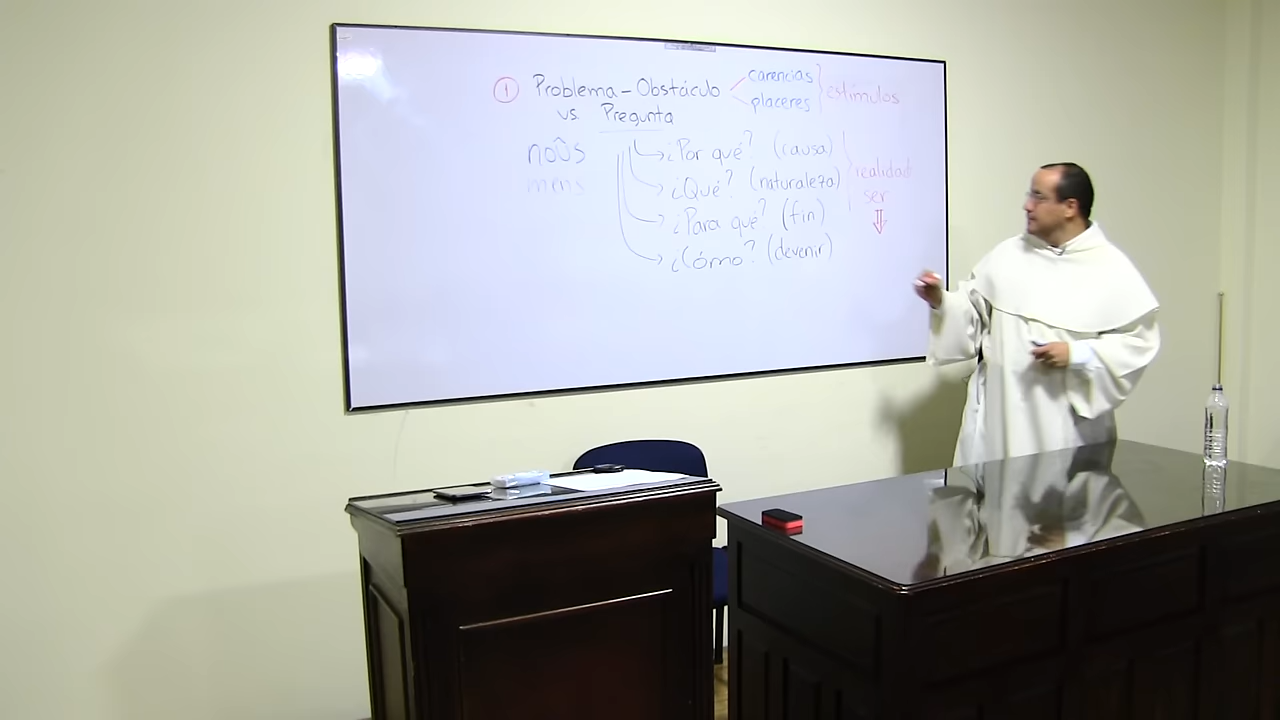 ① Problema - Obstáculo
carencias
placeres
estímulos
vs. Pregunta
noûs
mens
¿Por qué? (causa)
¿Qué? (naturaleza)
¿Para qué? (fin)
¿Cómo? (devenir)
realidad
ser